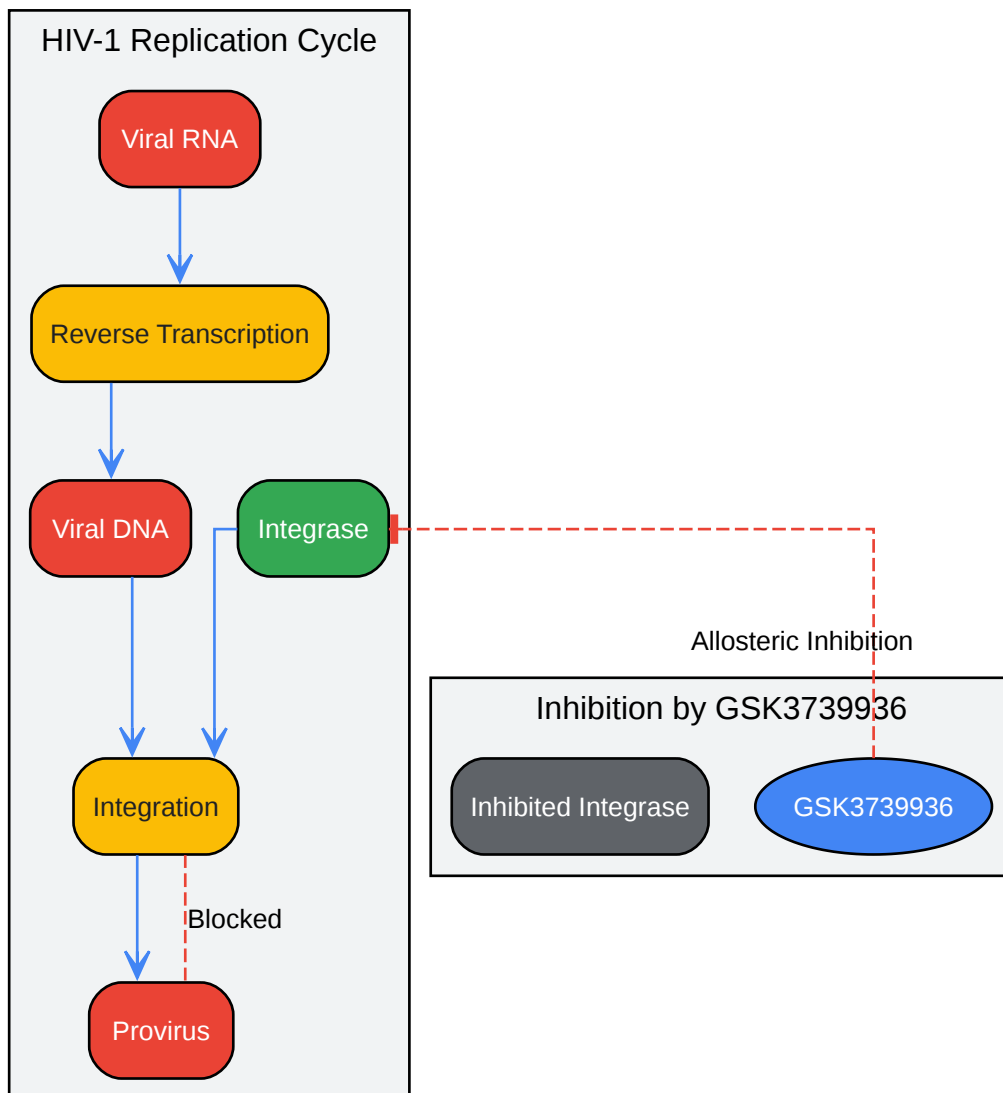 HIV-1 Replication Cycle
Viral RNA
Reverse Transcription
Viral DNA
Integrase
Allosteric Inhibition
Inhibition by GSK3739936
Inhibited Integrase
GSK3739936
Integration
Blocked
Provirus